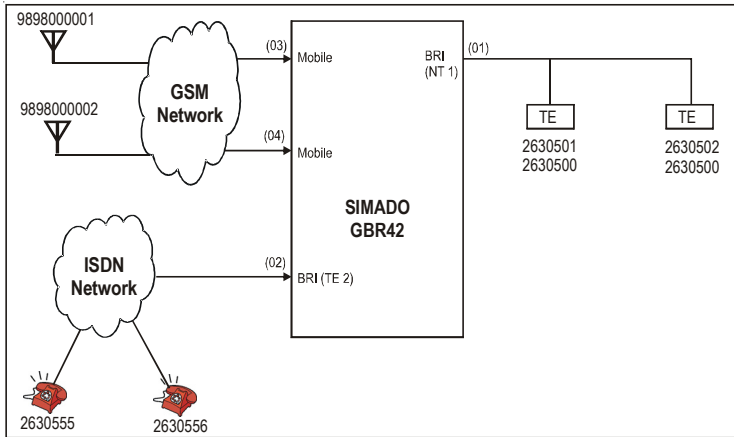 9898000001
9898000002
GSM
Network
(03)
Mobile
(04)
Mobile
BRI
(NT 1)
(01)
TE
2630501
2630500
TE
2630502
2630500
SIMADO
GBR42
ISDN
Network
(02)
BRI (TE 2)
2630555
2630556